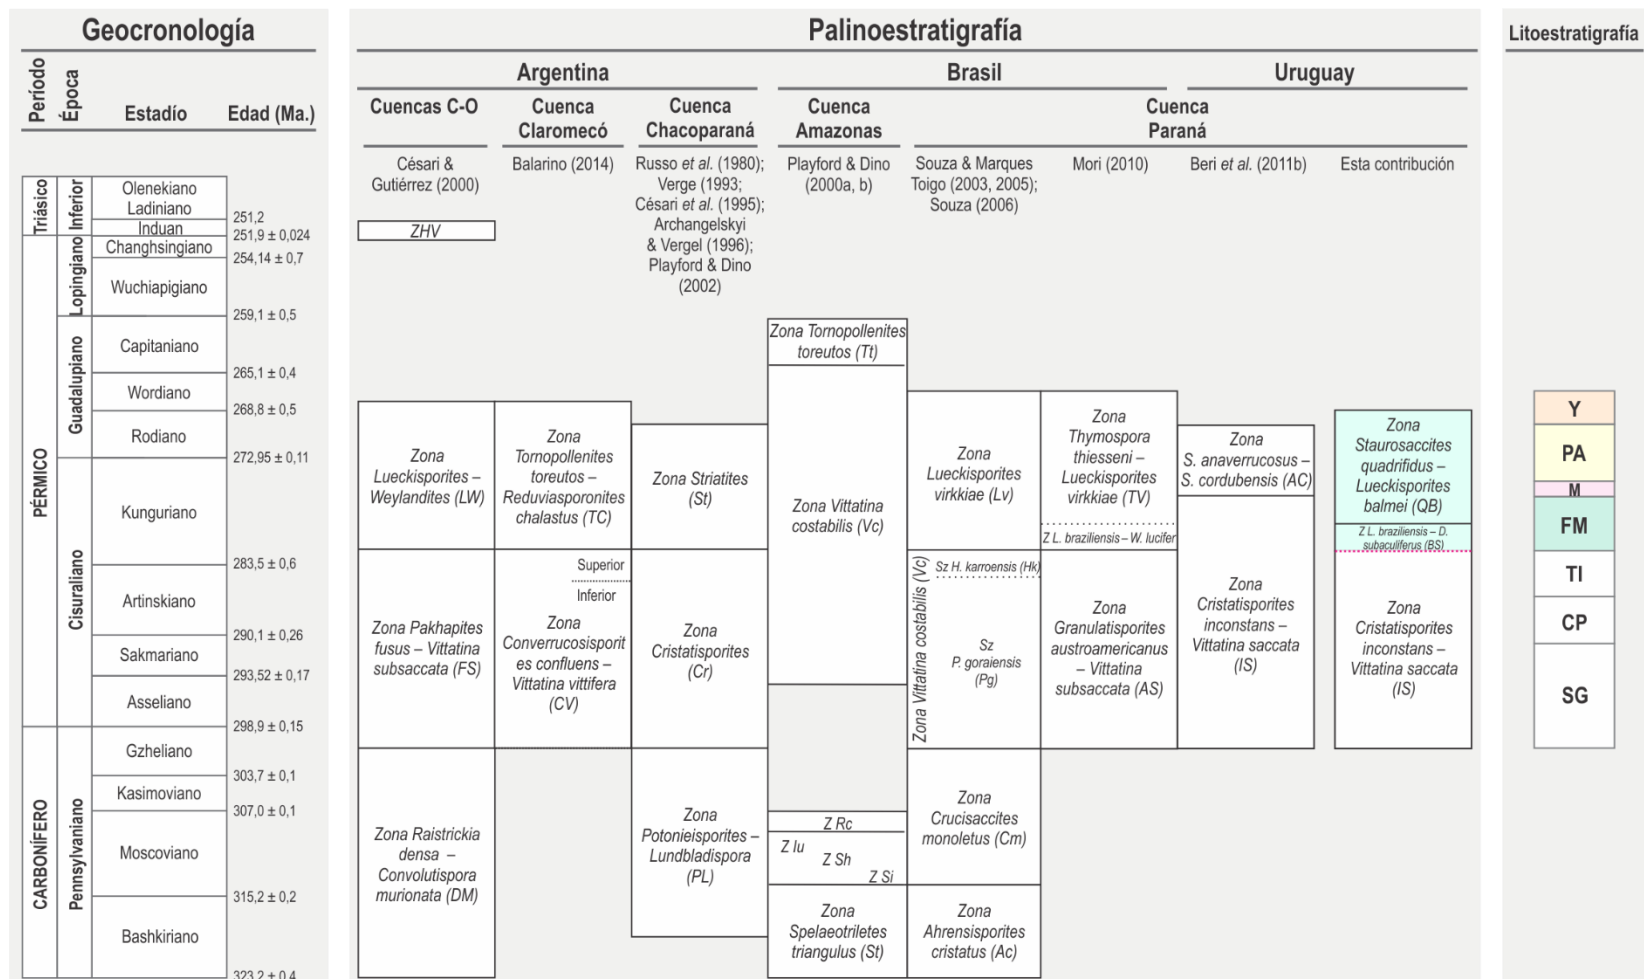 Geocronología
Palinoestratigrafía
Litoestratigrafía
Período
Época
Estadío
Edad (Ma.)
Argentina
Brasil
Uruguay
Cuencas C-O
Cuenca
Claromecó
Cuenca
Chacoparaná
Cuenca
Amazonas
Cuenca
Paraná
César­i &
Gutiérrez (2000)
Balarino (2014)
Russo et al. (1980);
Verge (1993;
Césari et al. (1995);
Archangelskyi
& Vergel (1996);
Playford & Dino
(2002)
Playford & Dino
(2000a, b)
Souza & Marques
Toigo (2003, 2005);
Souza (2006)
Mori (2010)
Beri et al. (2011b)
Esta contribución
Triásico
Inferior
Olenekiano
Ladiniano
251,2
Induan
251,9 ± 0,024
PÉRMICO
Lopingiano
Changhsingiano
254,14 ± 0,7
Wuchiapigiano
259,1 ± 0,5
Guadalupiano
Capitaniano
265,1 ± 0,4
Wordiano
268,8 ± 0,5
Rodiano
272,95 ± 0,11
Cisuraliano
Kunguriano
283,5 ± 0,6
Artinskiano
290,1 ± 0,26
Sakmariano
293,52 ± 0,17
Asseliano
298,9 ± 0,15
CARBONÍFERO
Pennsylvaniano
Gzheliano
303,7 ± 0,1
Kasimoviano
307,0 ± 0,1
Moscoviano
315,2 ± 0,2
Bashkiriano
323,2 ± 0,4
ZHV
Zona
Lueckisporites –
Weylandites (LW)
Zona Pakhapites
fusus – Vittatina
subsaccata (FS)
Zona Raistrickia
densa –
Convolutispora
murionata (DM)
Zona
Tornopollenites
toreutos –
Reduviasporonites
chalastus (TC)
Superior
Inferior
Zona
Converrucosisporit
es confluens –
Vittatina vittifera
(CV)
Zona Striatites
(St)
Zona
Cristatisporites
(Cr)
Zona
Potonieisporites –
Lundbladispora
(PL)
Zona Tornopollenites
toreutos (Tt)
Zona Vittatina
costabilis (Vc)
Z Rc
Z Iu
Z Sh
Z Si
Zona
Spelaeotriletes
triangulus (St)
Zona
Lueckisporites
virkkiae (Lv)
Zona Vittatina costabilis (Vc)
Sz H. karroensis (Hk)
Sz
P. goraiensis
(Pg)
Zona
Crucisaccites
monoletus (Cm)
Zona
Ahrensisporites
cristatus (Ac)
Zona
Thymospora
thiesseni –
Lueckisporites
virkkiae (TV)
Z L. braziliensis – W. lucifer
Zona
Granulatisporites
austroamericanus
– Vittatina
subsaccata (AS)
Zona
S. anaverrucosus –
S. cordubensis (AC)
Zona
Cristatisporites
inconstans –
Vittatina saccata
(IS)
Zona
Staurosaccites
quadrifidus –
Lueckisporites
balmei (QB)
Z L. braziliensis – D.
subaculiferus (BS)
Zona
Cristatisporites
inconstans –
Vittatina saccata
(IS)
Y
PA
M
FM
TI
CP
SG